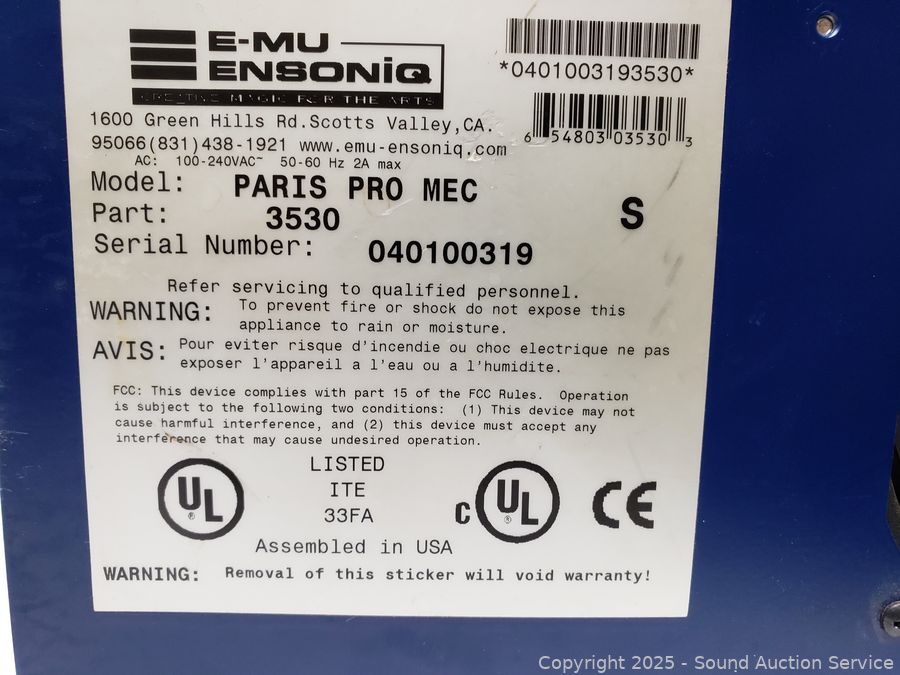 E-MU
ENSONIQ
CREATIVE MAGIC FOR THE ARTS
*0401003193530*
6 54803 03530 3
1600 Green Hills Rd.Scotts Valley,CA.
95066(831)438-1921 www.emu-ensoniq.com
AC: 100-240VAC~ 50-60 Hz 2A max
Model: PARIS PRO MEC
Part: 3530 S
Serial Number: 040100319
Refer servicing to qualified personnel.
WARNING: To prevent fire or shock do not expose this
appliance to rain or moisture.
AVIS: Pour eviter risque d'incendie ou choc electrique ne pas
exposer l'appareil a l'eau ou a l'humidite.
FCC: This device complies with part 15 of the FCC Rules. Operation
is subject to the following two conditions: (1) This device may not
cause harmful interference, and (2) this device must accept any
interference that may cause undesired operation.
UL ®
LISTED
ITE
33FA
C UL ®
CE
Assembled in USA
WARNING: Removal of this sticker will void warranty!
Copyright 2025 - Sound Auction Service